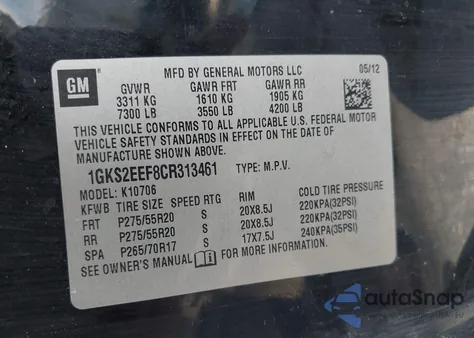 GM
MFD BY GENERAL MOTORS LLC 05/12
GVWR GAWR FRT GAWR RR
3311 KG 1610 KG 1905 KG
7300 LB 3550 LB 4200 LB
THIS VEHICLE CONFORMS TO ALL APPLICABLE U.S. FEDERAL MOTOR
VEHICLE SAFETY STANDARDS IN EFFECT ON THE DATE OF
MANUFACTURE SHOWN ABOVE.
1GKS2EEF8CR313461 TYPE: M.P.V.
MODEL: K10706
KFWB TIRE SIZE SPEED RTG RIM COLD TIRE PRESSURE
FRT P275/55R20 S 20X8.5J 220KPA(32PSI)
RR P275/55R20 S 20X8.5J 220KPA(32PSI)
SPA P265/70R17 S 17X7.5J 240KPA(35PSI)
SEE OWNER'S MANUAL FOR MORE INFORMATION.
autoSnap